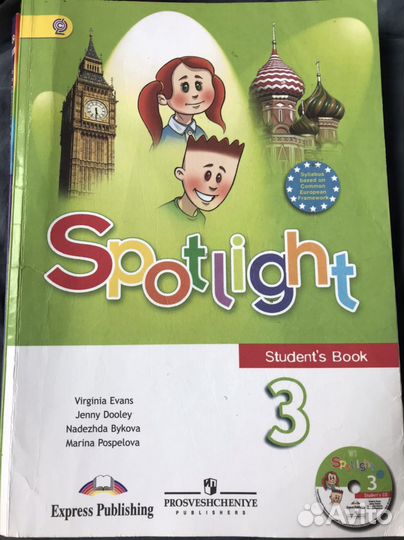 Syllabus
based on
Common
European
Framework
Spotlight
Student's Book
3
Virginia Evans
Jenny Dooley
Nadezhda Bykova
Marina Pospelova
Express Publishing
PROSVESHCHENIYE
PUBLISHERS
Spotlight
3
Student's CD
Avito